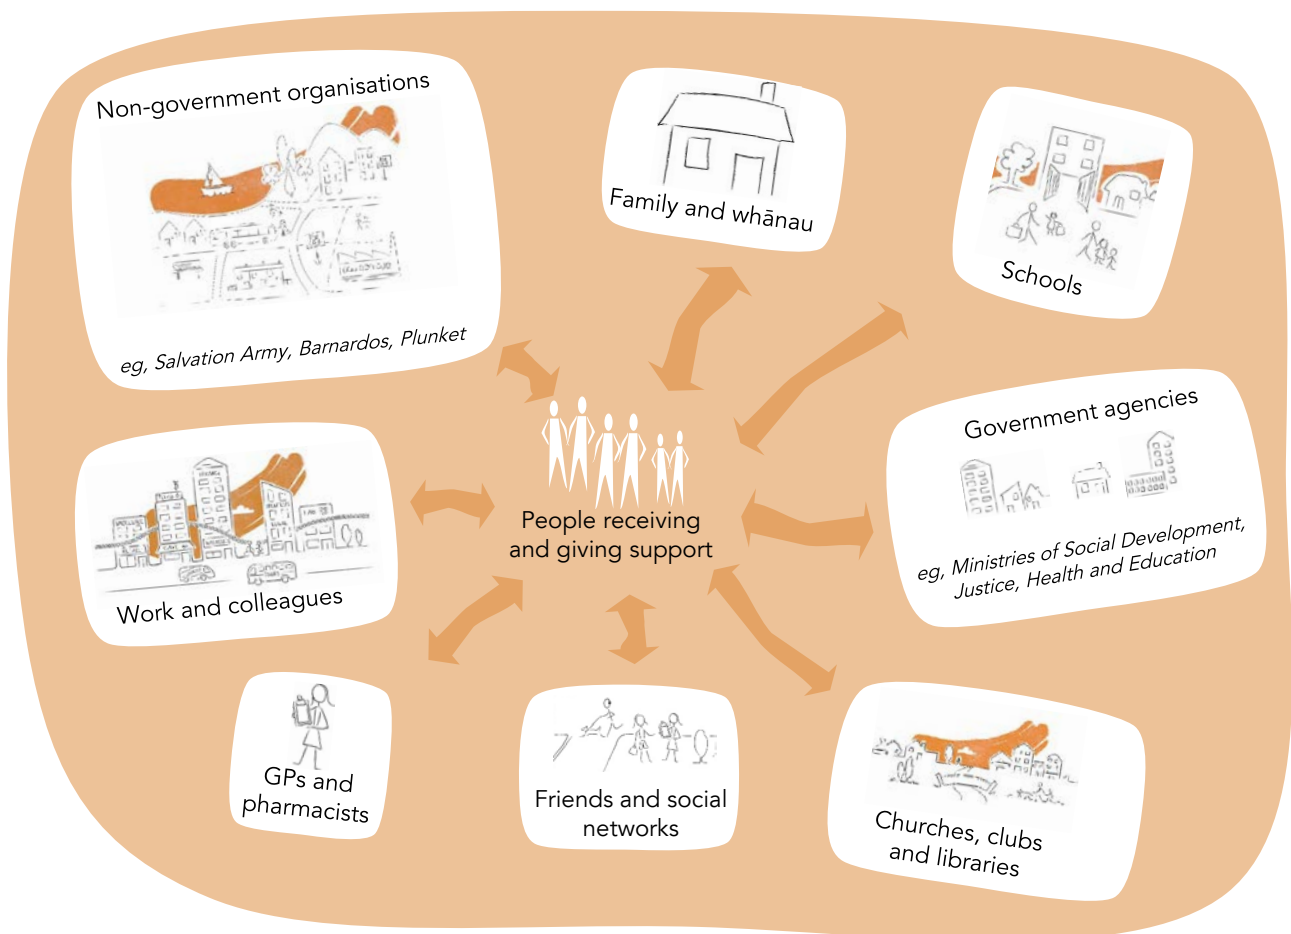 Non-government organisations
eg, Salvation Army, Barnardos, Plunket
Family and whānau
Schools
Government agencies
eg, Ministries of Social Development,
Justice, Health and Education
People receiving
and giving support
Work and colleagues
GPs and
pharmacists
Friends and social
networks
Churches, clubs
and libraries